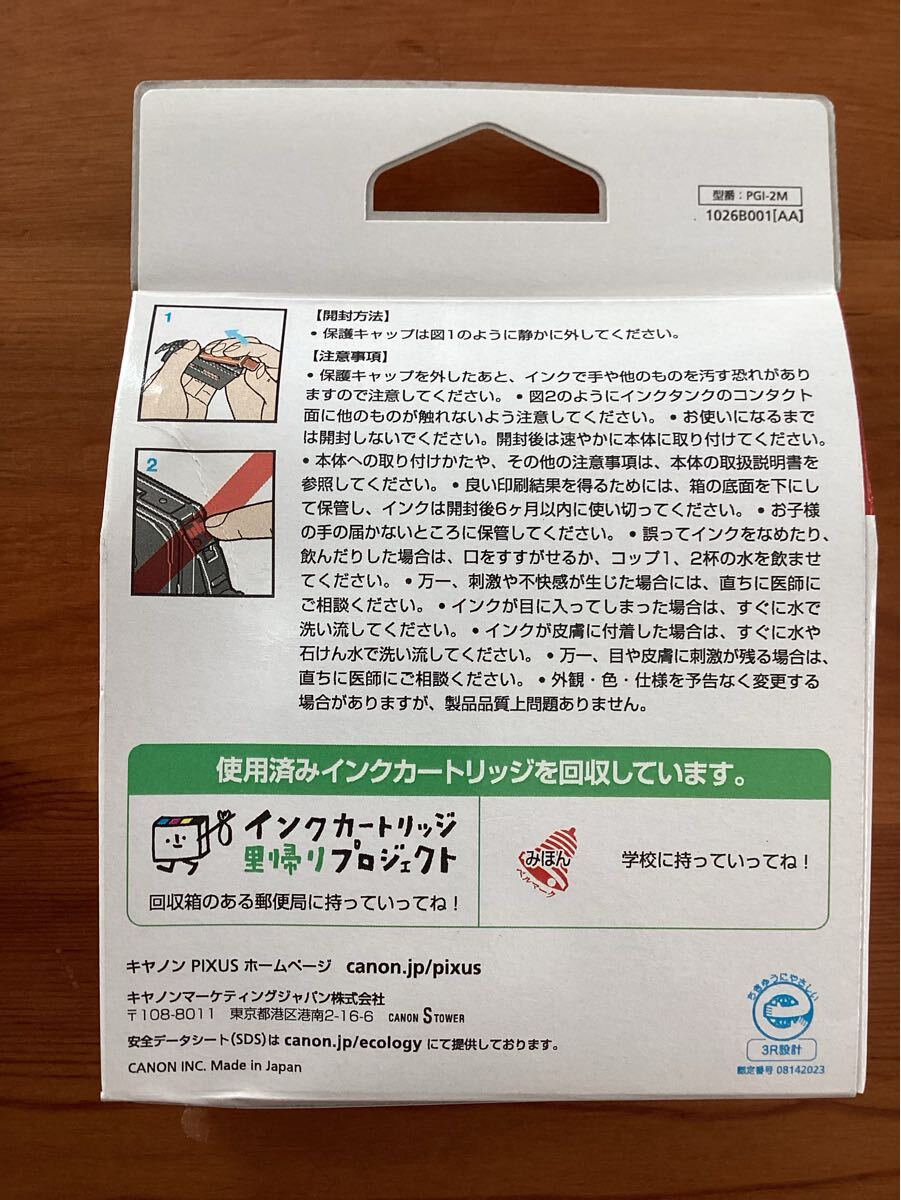 型番：PGI-2M
1026B001[AA]
1
【開封方法】
• 保護キャップは図1のように静かに外してください。
【注意事項】
• 保護キャップを外したあと、インクで手や他のものを汚す恐れがあり
ますので注意してください。• 図2のようにインクタンクのコンタクト
面に他のものが触れないよう注意してください。• お使いになるまで
は開封しないでください。開封後は速やかに本体に取り付けてください。
2
• 本体への取り付けかたや、その他の注意事項は、本体の取扱説明書を
参照してください。• 良い印刷結果を得るためには、箱の底面を下にし
て保管し、インクは開封後6ヶ月以内に使い切ってください。• お子様
の手の届かないところに保管してください。• 誤ってインクをなめたり、
飲んだりした場合は、口をすすがせるか、コップ1、2杯の水を飲ませ
てください。• 万一、刺激や不快感が生じた場合には、直ちに医師に
ご相談ください。• インクが目に入ってしまった場合は、すぐに水で
洗い流してください。• インクが皮膚に付着した場合は、すぐに水や
石けん水で洗い流してください。• 万一、目や皮膚に刺激が残る場合は、
直ちに医師にご相談ください。• 外観・色・仕様を予告なく変更する
場合がありますが、製品品質上問題ありません。
使用済みインクカートリッジを回収しています。
インクカートリッジ
里帰りプロジェクト
回収箱のある郵便局に持っていってね！
みほん
ベルマーク
学校に持っていってね！
キヤノン PIXUS ホームページ canon.jp/pixus
キヤノンマーケティングジャパン株式会社
〒108-8011 東京都港区港南2-16-6 CANON S TOWER
安全データシート(SDS)は canon.jp/ecology にて提供しております。
CANON INC. Made in Japan
ちきゅうにやさしい
3R設計
認定番号 08142023